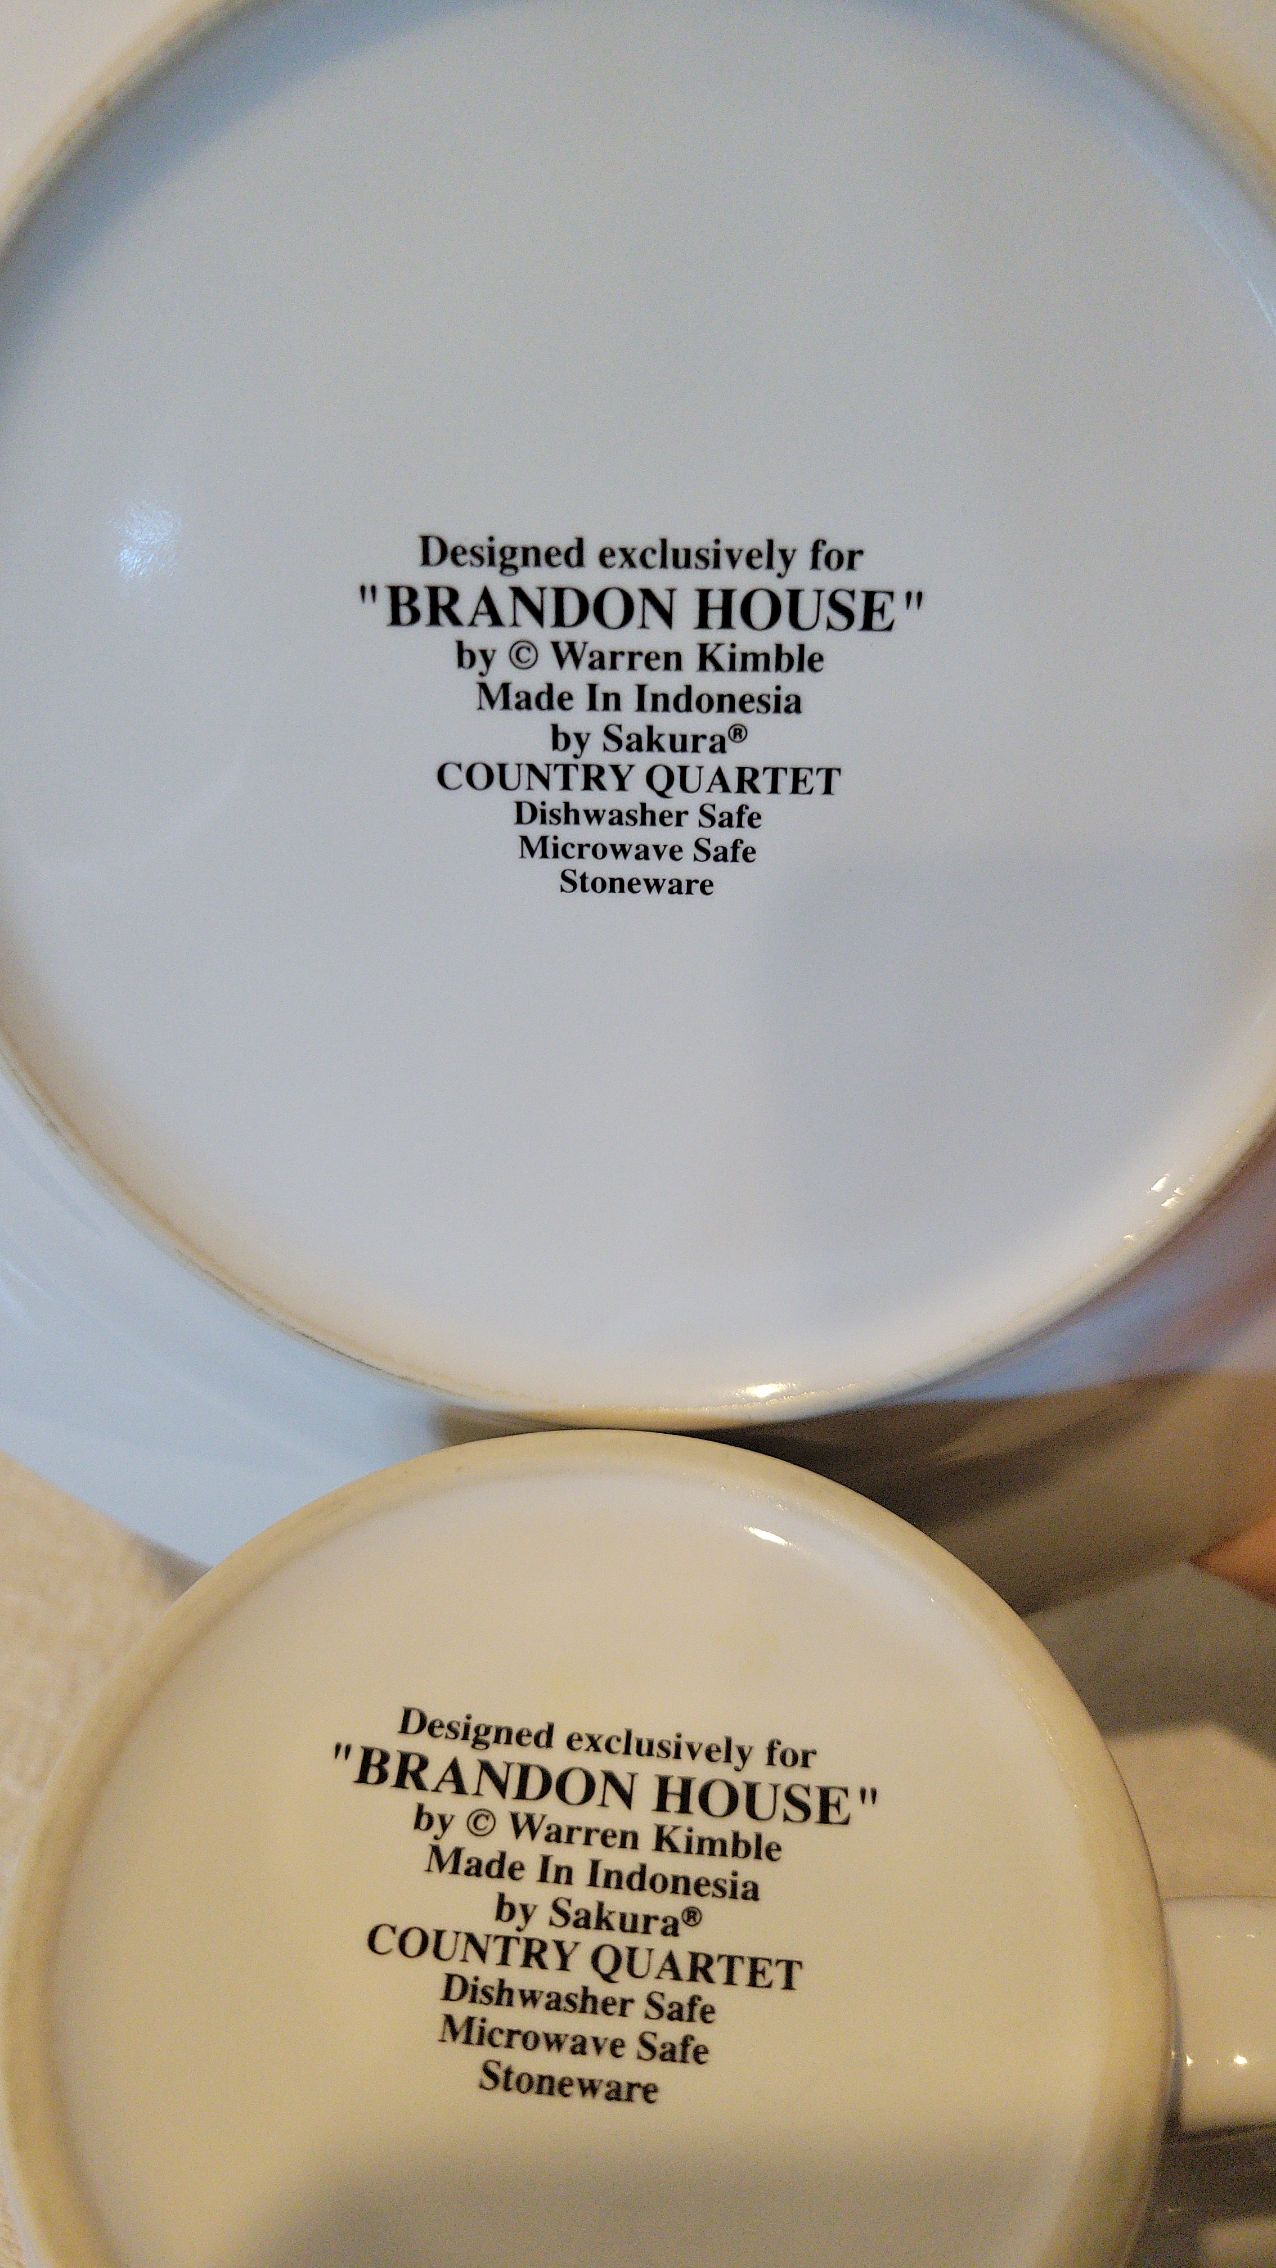 Designed exclusively for
"BRANDON HOUSE"
by © Warren Kimble
Made In Indonesia
by Sakura®
COUNTRY QUARTET
Dishwasher Safe
Microwave Safe
Stoneware
Designed exclusively for
"BRANDON HOUSE"
by © Warren Kimble
Made In Indonesia
by Sakura®
COUNTRY QUARTET
Dishwasher Safe
Microwave Safe
Stoneware